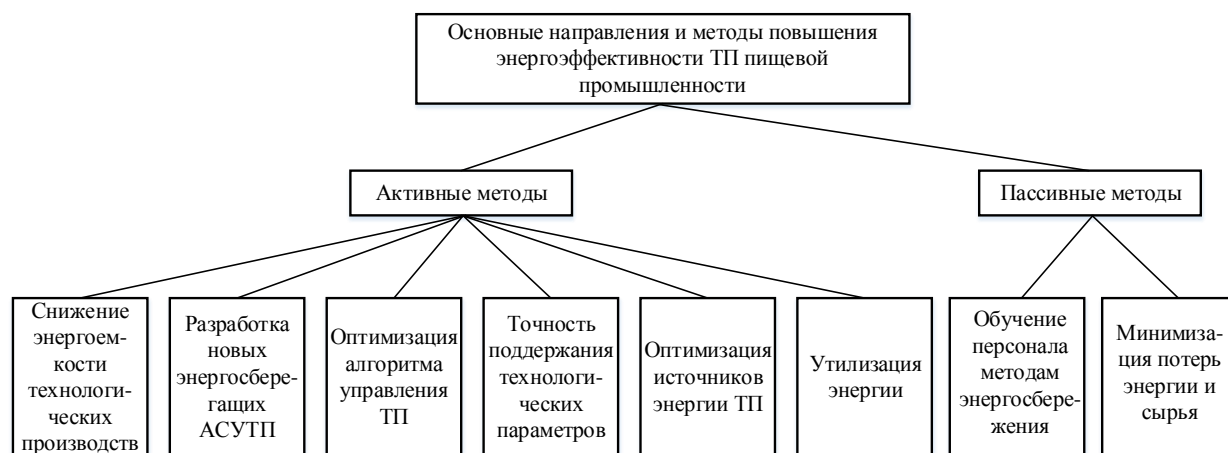 Основные направления и методы повышения
энергоэффективности ТП пищевой
промышленности
Активные методы
Пассивные методы
Снижение
энергоем-
кости
технологи-
ческих
производств
Разработка
новых
энергосбере-
гащих
АСУТП
Оптимизация
алгоритма
управления
ТП
Точность
поддержания
технологи-
ческих
параметров
Оптимизация
источников
энергии ТП
Утилизация
энергии
Обучение
персонала
методам
энергосбере-
жения
Минимиза-
ция потерь
энергии и
сырья